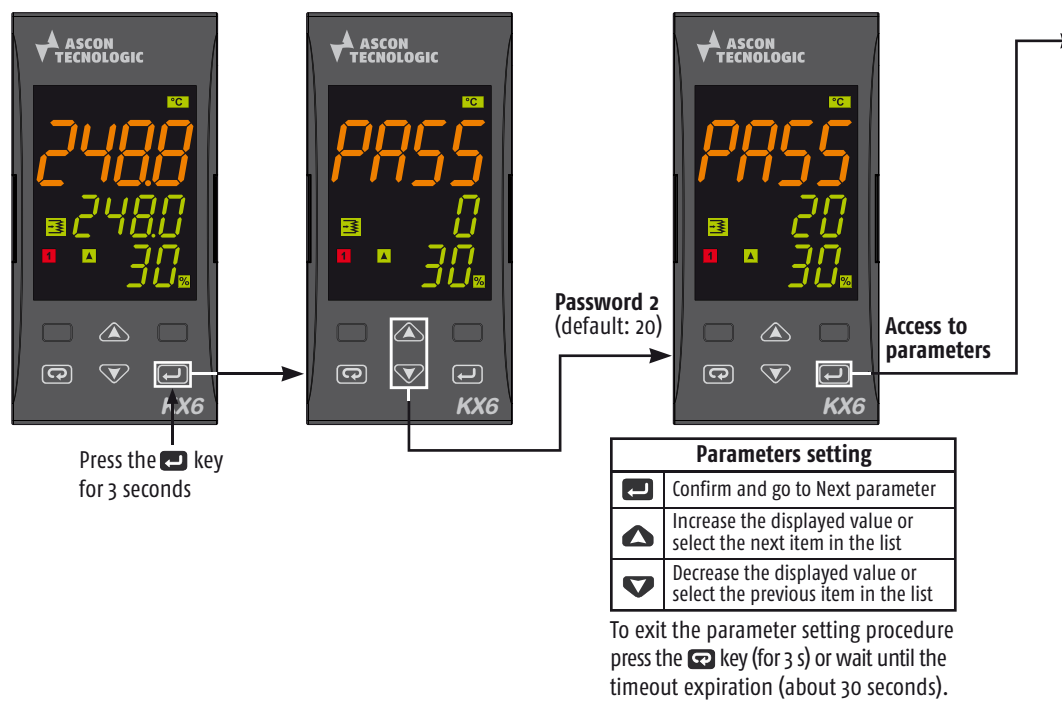 ASCON
TECNOLOGIC
°C
248.8
248.0
1
30%
KX6
Press the key
for 3 seconds
ASCON
TECNOLOGIC
°C
PASS
0
1
30%
KX6
Password 2
(default: 20)
ASCON
TECNOLOGIC
°C
PASS
20
1
30%
KX6
Access to
parameters
Parameters setting
Confirm and go to Next parameter
Increase the displayed value or
select the next item in the list
Decrease the displayed value or
select the previous item in the list
To exit the parameter setting procedure
press the key (for 3 s) or wait until the
timeout expiration (about 30 seconds).